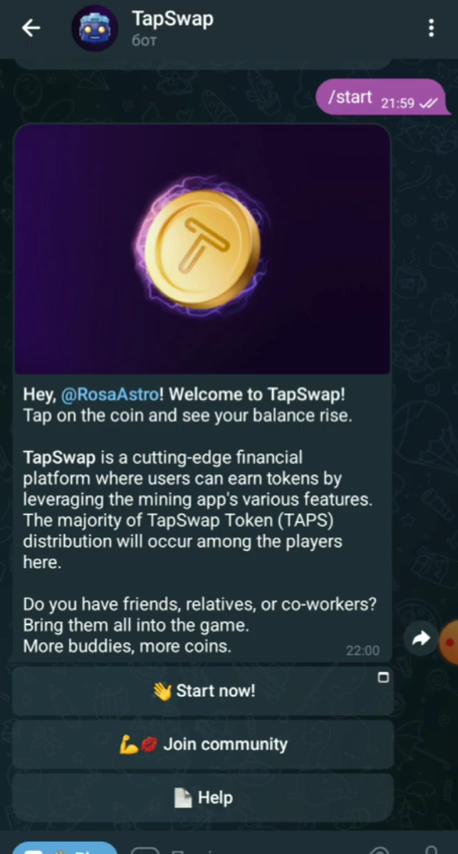 TapSwap
бот
/start 21:59
Hey, @RosaAstro! Welcome to TapSwap!
Tap on the coin and see your balance rise.
TapSwap is a cutting-edge financial
platform where users can earn tokens by
leveraging the mining app's various features.
The majority of TapSwap Token (TAPS)
distribution will occur among the players
here.
Do you have friends, relatives, or co-workers?
Bring them all into the game.
More buddies, more coins.
22:00
👋Start now!
💪💋 Join community
📄 Help